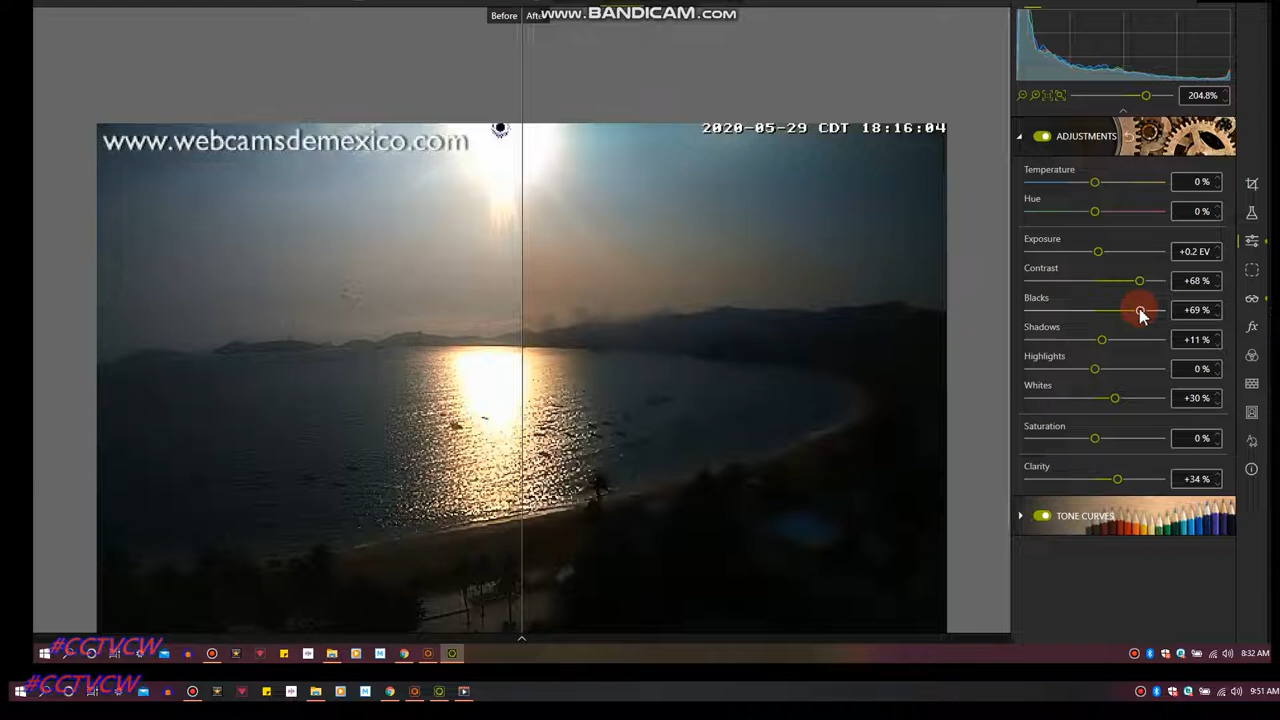 Before After
www.BANDICAM.com
204.8%
www.webcamsdemexico.com
2020-05-29 CDT 18:16:04
ADJUSTMENTS
Temperature
0 %
Hue
0 %
Exposure
+0.2 EV
Contrast
+68 %
Blacks
+69 %
Shadows
+11 %
Highlights
0 %
Whites
+30 %
Saturation
0 %
Clarity
+34 %
TONE CURVES
#CCTVCW
8:32 AM
#CCTVCW
9:51 AM